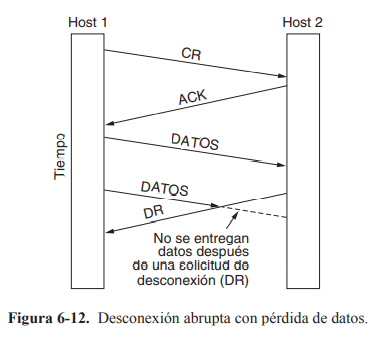 Host 1
Host 2
CR
ACK
DATOS
Tiempo
DATOS
DR
No se entregan
datos después
de una solicitud de
desconexión (DR)
Figura 6-12. Desconexión abrupta con pérdida de datos.